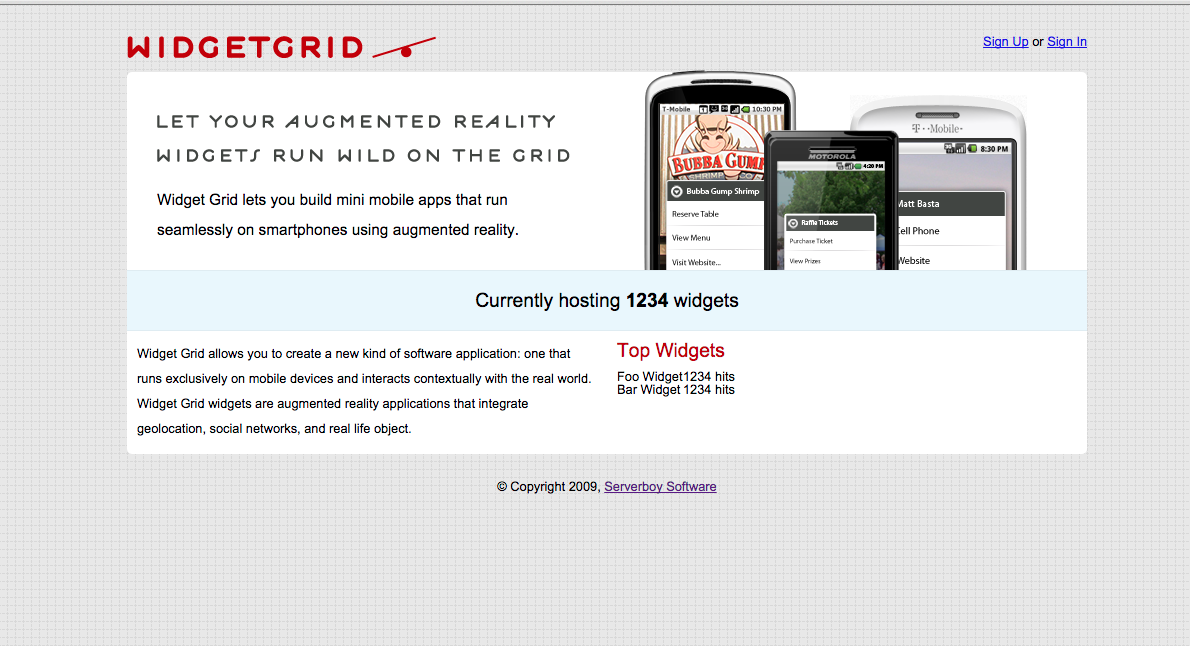 WIDGETGRID
Sign Up or Sign In
LET YOUR AUGMENTED REALITY
WIDGETS RUN WILD ON THE GRID
Widget Grid lets you build mini mobile apps that run
seamlessly on smartphones using augmented reality.
T-Mobile 10:30 PM
BUBBA GUMP
SHRIMP CO
Bubba Gump Shrimp
Reserve Table
View Menu
Visit Website...
MOTOROLA
4:20 PM
Raffle Tickets
Purchase Ticket
View Prizes
T··Mobile·
8:30 PM
Matt Basta
Cell Phone
Website
Currently hosting 1234 widgets
Widget Grid allows you to create a new kind of software application: one that
runs exclusively on mobile devices and interacts contextually with the real world.
Widget Grid widgets are augmented reality applications that integrate
geolocation, social networks, and real life object.
Top Widgets
Foo Widget 1234 hits
Bar Widget 1234 hits
© Copyright 2009, Serverboy Software